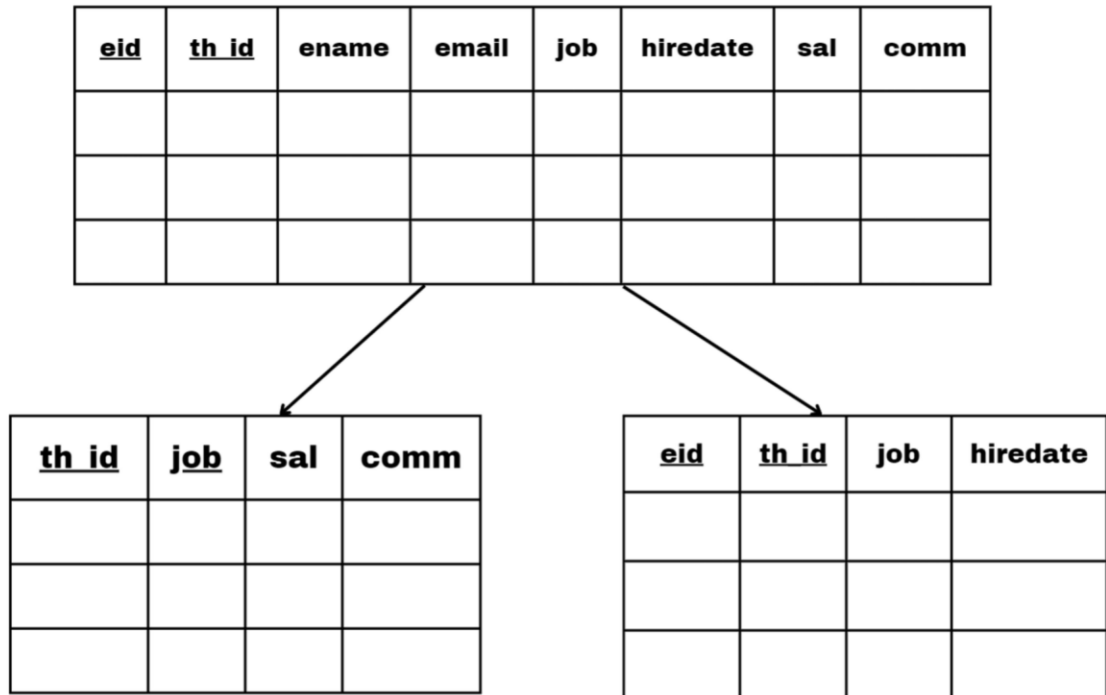 eid th_id ename email job hiredate sal comm
th_id job sal comm
eid th_id job hiredate